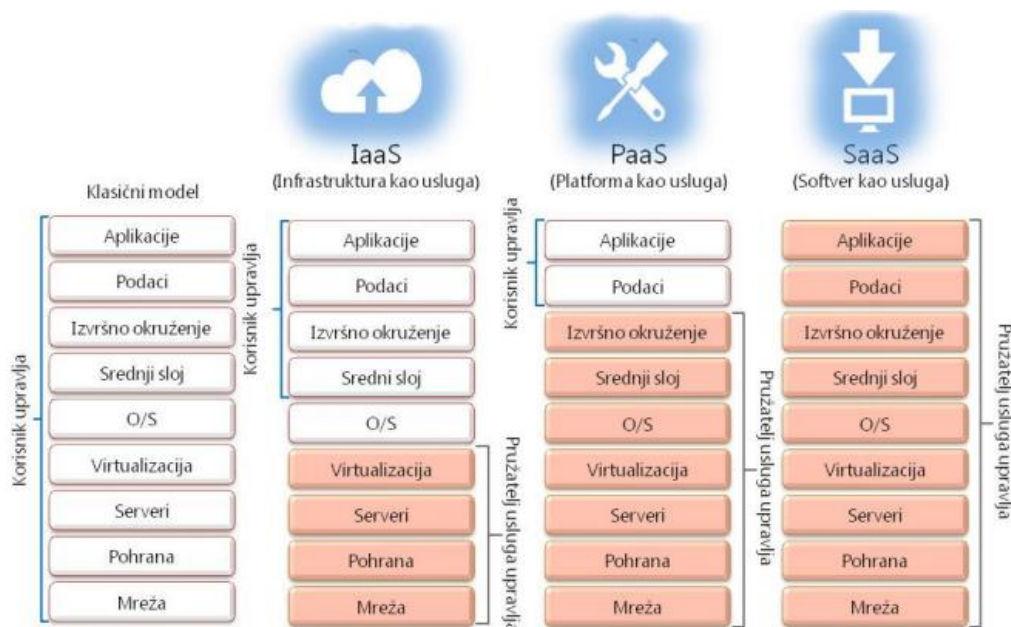 IaaS
(Infrastruktura kao usluga)
PaaS
(Platforma kao usluga)
SaaS
(Softver kao usluga)
Klasični model
Korisnik upravlja
Aplikacije
Podaci
Izvršno okruženje
Srednji sloj
O/S
Virtualizacija
Serveri
Pohrana
Mreža
Korisnik upravlja
Aplikacije
Podaci
Izvršno okruženje
Sredni sloj
O/S
Virtualizacija
Serveri
Pohrana
Mreža
Pružatelj usluga upravlja
Korisnik upravlja
Aplikacije
Podaci
Izvršno okruženje
Srednji sloj
O/S
Virtualizacija
Serveri
Pohrana
Mreža
Pružatelj usluga upravlja
Aplikacije
Podaci
Izvršno okruženje
Srednji sloj
O/S
Virtualizacija
Serveri
Pohrana
Mreža
Pružatelj usluga upravlja